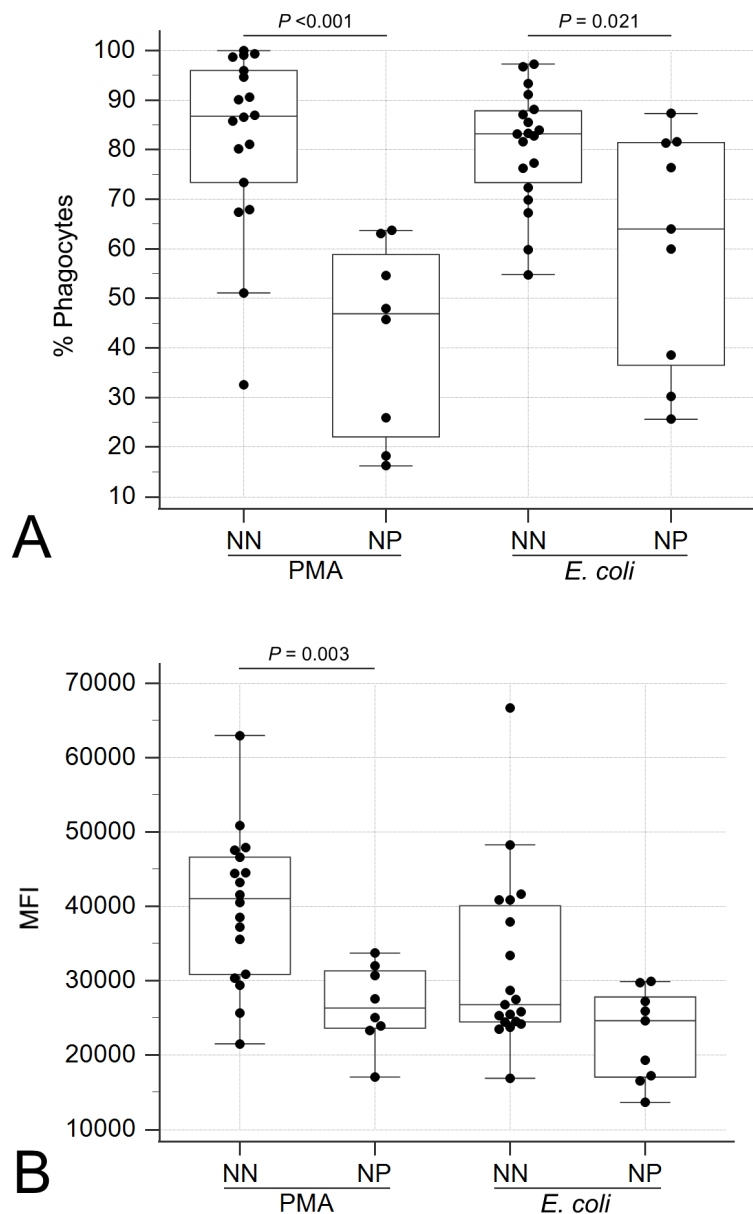 P <0.001
P = 0.021
100
90
80
70
60
50
40
30
20
10
% Phagocytes
NN NP NN NP
PMA E. coli
A
P = 0.003
70000
60000
50000
40000
30000
20000
10000
MFI
NN NP NN NP
PMA E. coli
B